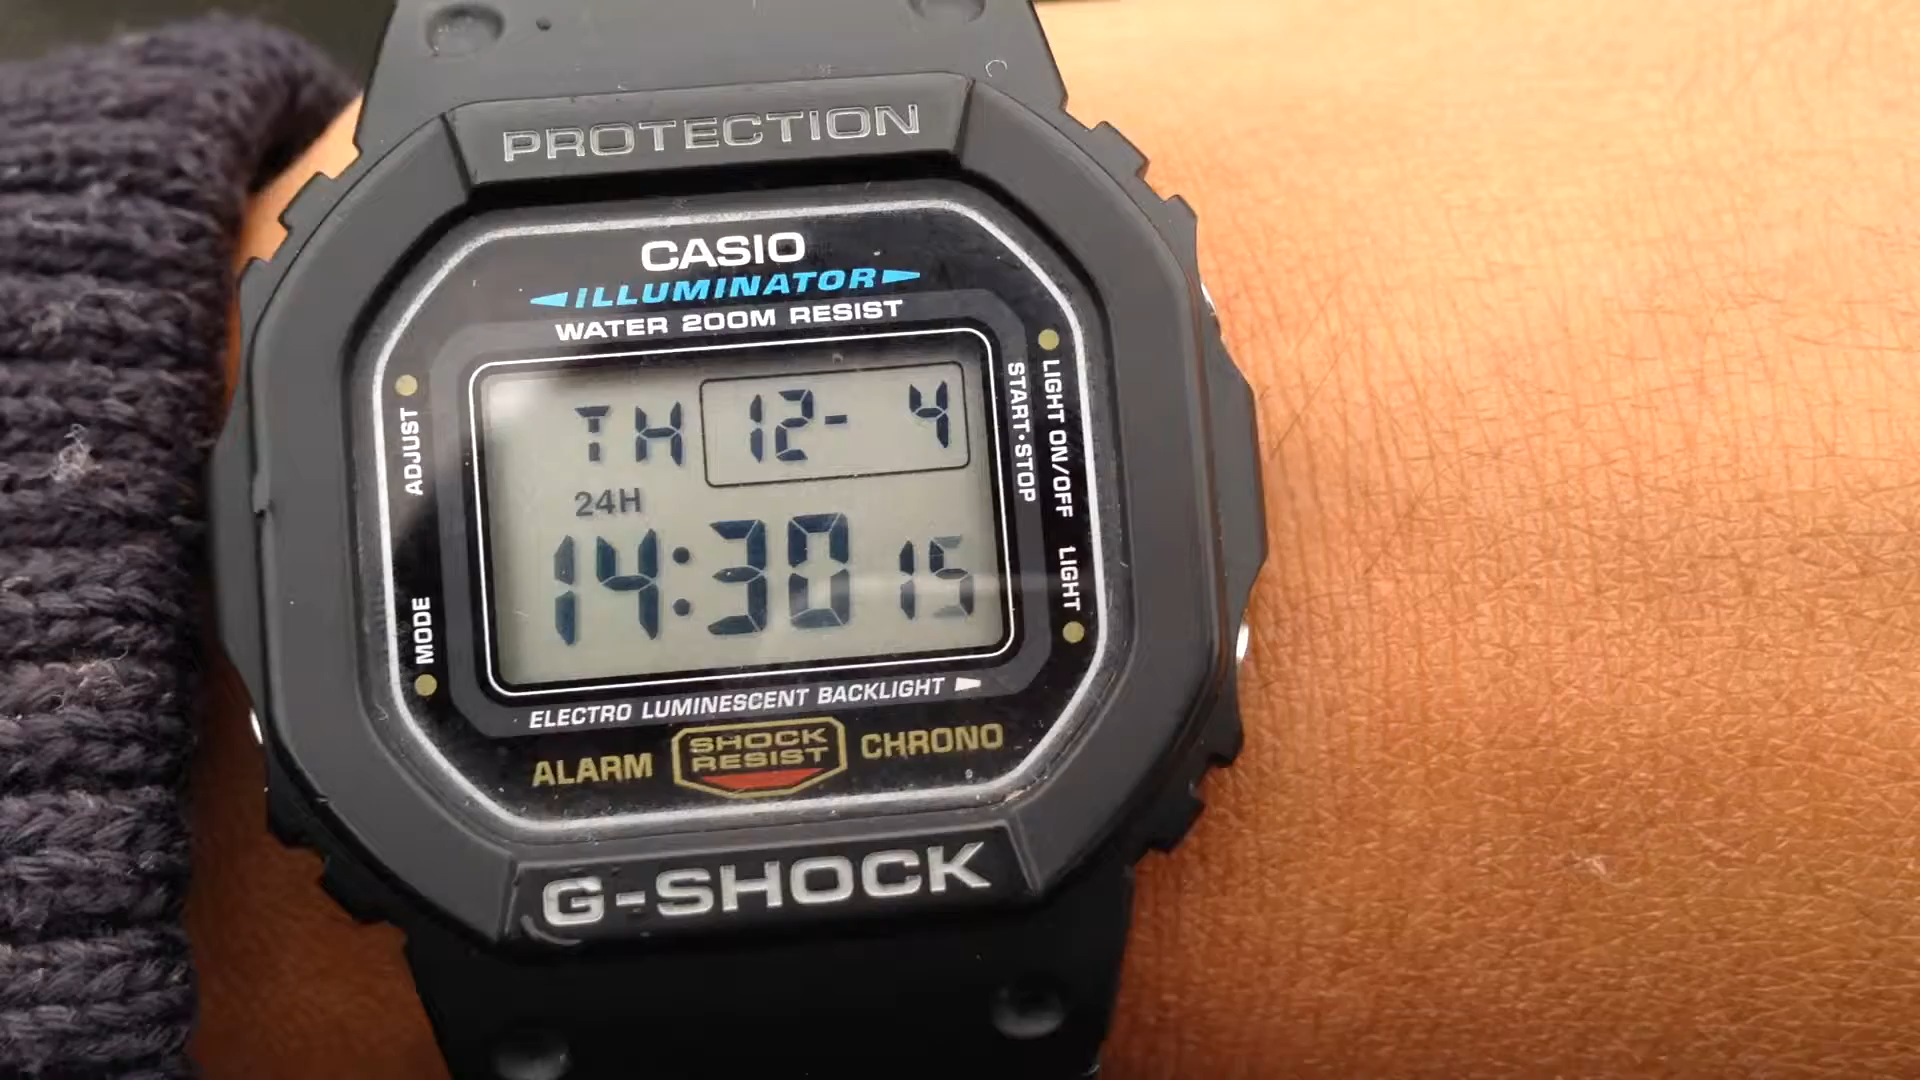 PROTECTION
CASIO
ILLUMINATOR
WATER 200M RESIST
ADJUST
MODE
TH 12- 4
24H
14:30 15
START•STOP
LIGHT ON/OFF
LIGHT
ELECTRO LUMINESCENT BACKLIGHT
ALARM
SHOCK
RESIST
CHRONO
G-SHOCK